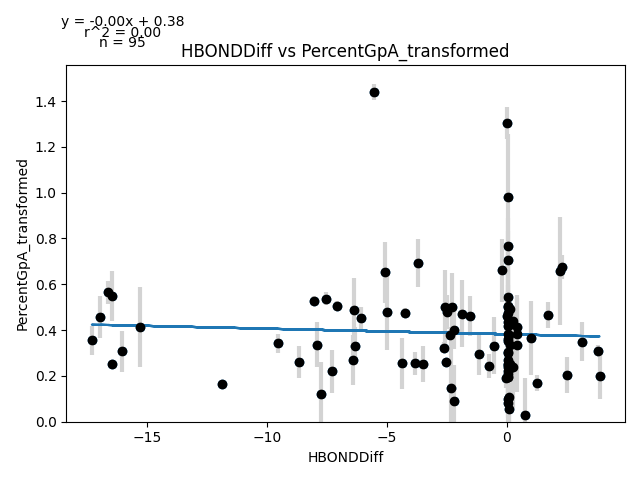 y = -0.00x + 0.38
r^2 = 0.00
n = 95
HBONDDiff vs PercentGpA_transformed
PercentGpA_transformed
1.4
1.2
1.0
0.8
0.6
0.4
0.2
0.0
−15
−10
−5
0
HBONDDiff